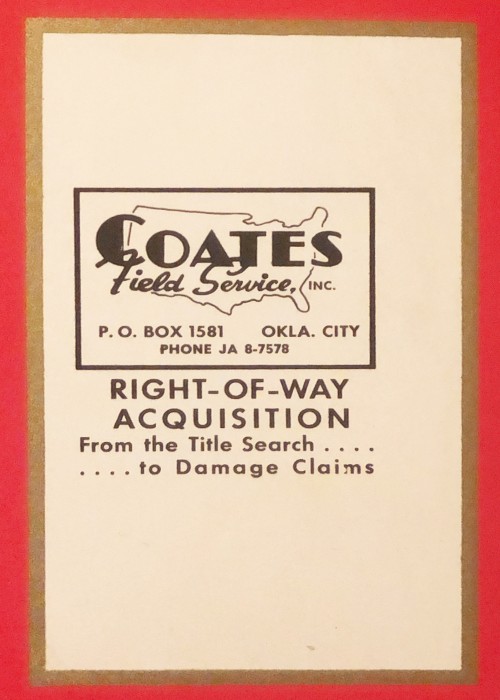 COATES
Field Service, INC.
P. O. BOX 1581 OKLA. CITY
PHONE JA 8-7578
RIGHT-OF-WAY
ACQUISITION
From the Title Search . . . .
. . . . to Damage Claims